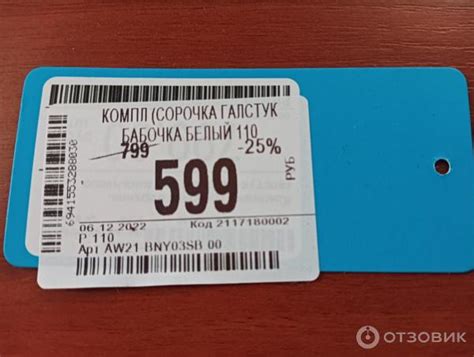 КОМПЛ (СОРОЧКА ГАЛСТУК
БАБОЧКА БЕЛЫЙ 110
799 -25%
599 РУБ
06.12.2022 Код 2117180002
Р 110
Арт AW21 BNY03SB 00
6941553288030
ОТЗОВИК